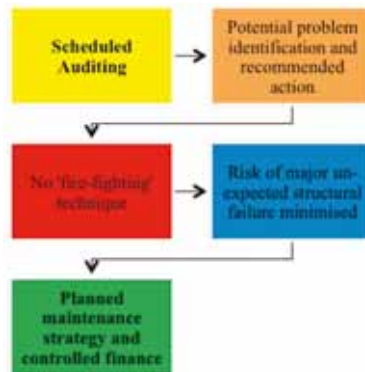 Scheduled
Auditing
Potential problem
identification and
recommended
action
No 'fire-fighting'
technique
Risk of major un-
expected structural
failure minimised
Planned
maintenance
strategy and
controlled finance